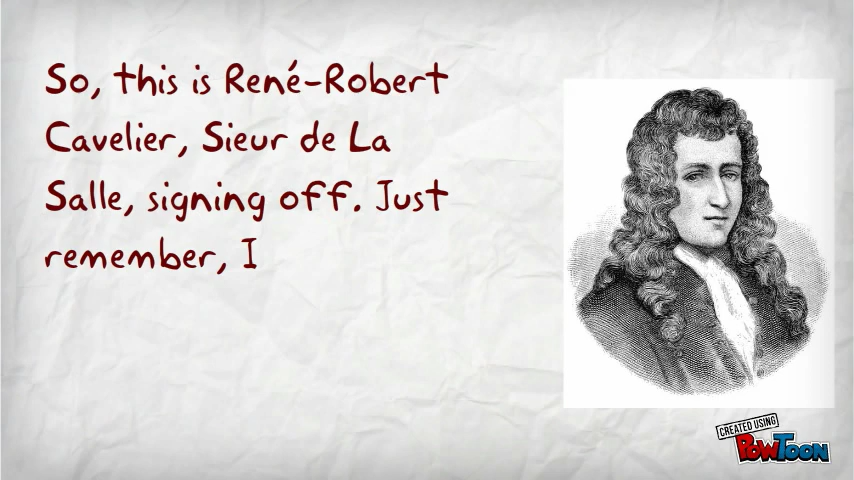 So, this is René-Robert
Cavelier, Sieur de La
Salle, signing off. Just
remember, I
CREATED USING
POWTOON